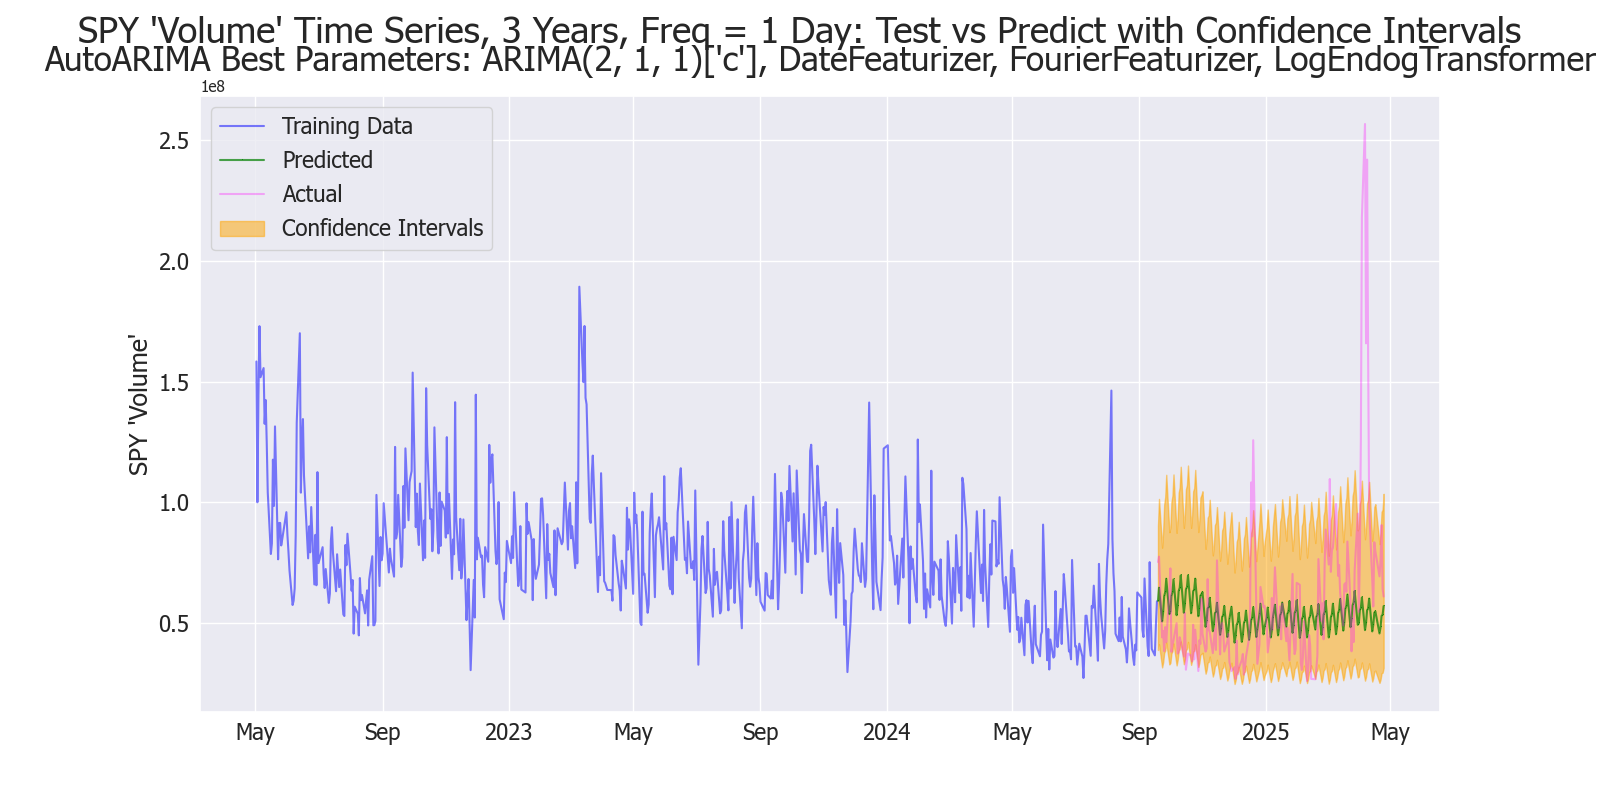 SPY 'Volume' Time Series, 3 Years, Freq = 1 Day: Test vs Predict with Confidence Intervals
AutoARIMA Best Parameters: ARIMA(2, 1, 1)['c'], DateFeaturizer, FourierFeaturizer, LogEndogTransformer
1e8
Training Data
Predicted
Actual
Confidence Intervals
2.5
2.0
1.5
1.0
0.5
SPY 'Volume'
May Sep 2023 May Sep 2024 May Sep 2025 May